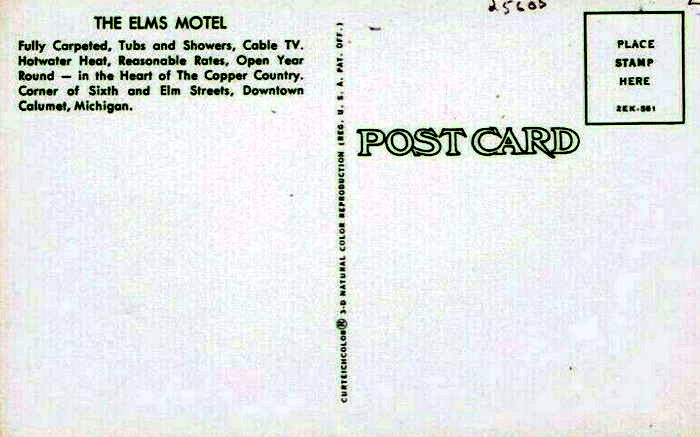 THE ELMS MOTEL
Fully Carpeted, Tubs and Showers, Cable TV.
Hotwater Heat, Reasonable Rates, Open Year
Round — in the Heart of The Copper Country.
Corner of Sixth and Elm Streets, Downtown
Calumet, Michigan.
CURTEICHCOLOR® 3-D NATURAL COLOR REPRODUCTION (REG. U. S. A. PAT. OFF.)
25605
POST CARD
PLACE
STAMP
HERE
2EK-561